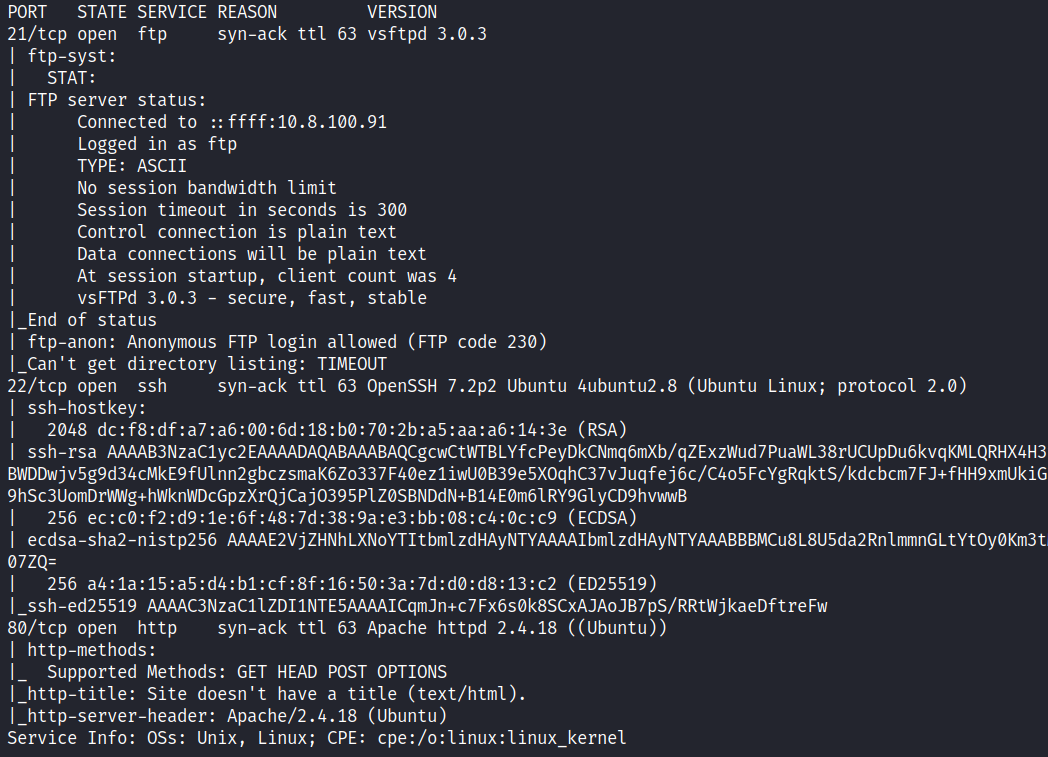 PORT   STATE SERVICE REASON         VERSION
21/tcp open  ftp     syn-ack ttl 63 vsftpd 3.0.3
| ftp-syst:
|   STAT:
| FTP server status:
|      Connected to ::ffff:10.8.100.91
|      Logged in as ftp
|      TYPE: ASCII
|      No session bandwidth limit
|      Session timeout in seconds is 300
|      Control connection is plain text
|      Data connections will be plain text
|      At session startup, client count was 4
|      vsFTPd 3.0.3 - secure, fast, stable
|_End of status
| ftp-anon: Anonymous FTP login allowed (FTP code 230)
|_Can't get directory listing: TIMEOUT
22/tcp open  ssh     syn-ack ttl 63 OpenSSH 7.2p2 Ubuntu 4ubuntu2.8 (Ubuntu Linux; protocol 2.0)
| ssh-hostkey:
|   2048 dc:f8:df:a7:a6:00:6d:18:b0:70:2b:a5:aa:a6:14:3e (RSA)
| ssh-rsa AAAAB3NzaC1yc2EAAAADAQABAAABAQCgcwCtWTBLYfcPeyDkCNmq6mXb/qZExzWud7PuaWL38rUCUpDu6kvqKMLQRHX4H3
BWDDwjv5g9d34cMkE9fUlnn2gbczsmaK6Zo337F40ez1iwU0B39e5XOqhC37vJuqfej6c/C4o5FcYgRqktS/kdcbcm7FJ+fHH9xmUkiG
9hSc3UomDrWWg+hWknWDcGpzXrQjCajO395PlZ0SBNDdN+B14E0m6lRY9GlyCD9hvwwB
|   256 ec:c0:f2:d9:1e:6f:48:7d:38:9a:e3:bb:08:c4:0c:c9 (ECDSA)
| ecdsa-sha2-nistp256 AAAAE2VjZHNhLXNoYTItbmlzdHAyNTYAAAAIbmlzdHAyNTYAAABBBMCu8L8U5da2RnlmmnGLtYtOy0Km3t
07ZQ=
|   256 a4:1a:15:a5:d4:b1:cf:8f:16:50:3a:7d:d0:d8:13:c2 (ED25519)
|_ssh-ed25519 AAAAC3NzaC1lZDI1NTE5AAAAICqmJn+c7Fx6s0k8SCxAJAoJB7pS/RRtWjkaeDftreFw
80/tcp open  http    syn-ack ttl 63 Apache httpd 2.4.18 ((Ubuntu))
| http-methods:
|_  Supported Methods: GET HEAD POST OPTIONS
|_http-title: Site doesn't have a title (text/html).
|_http-server-header: Apache/2.4.18 (Ubuntu)
Service Info: OSs: Unix, Linux; CPE: cpe:/o:linux:linux_kernel